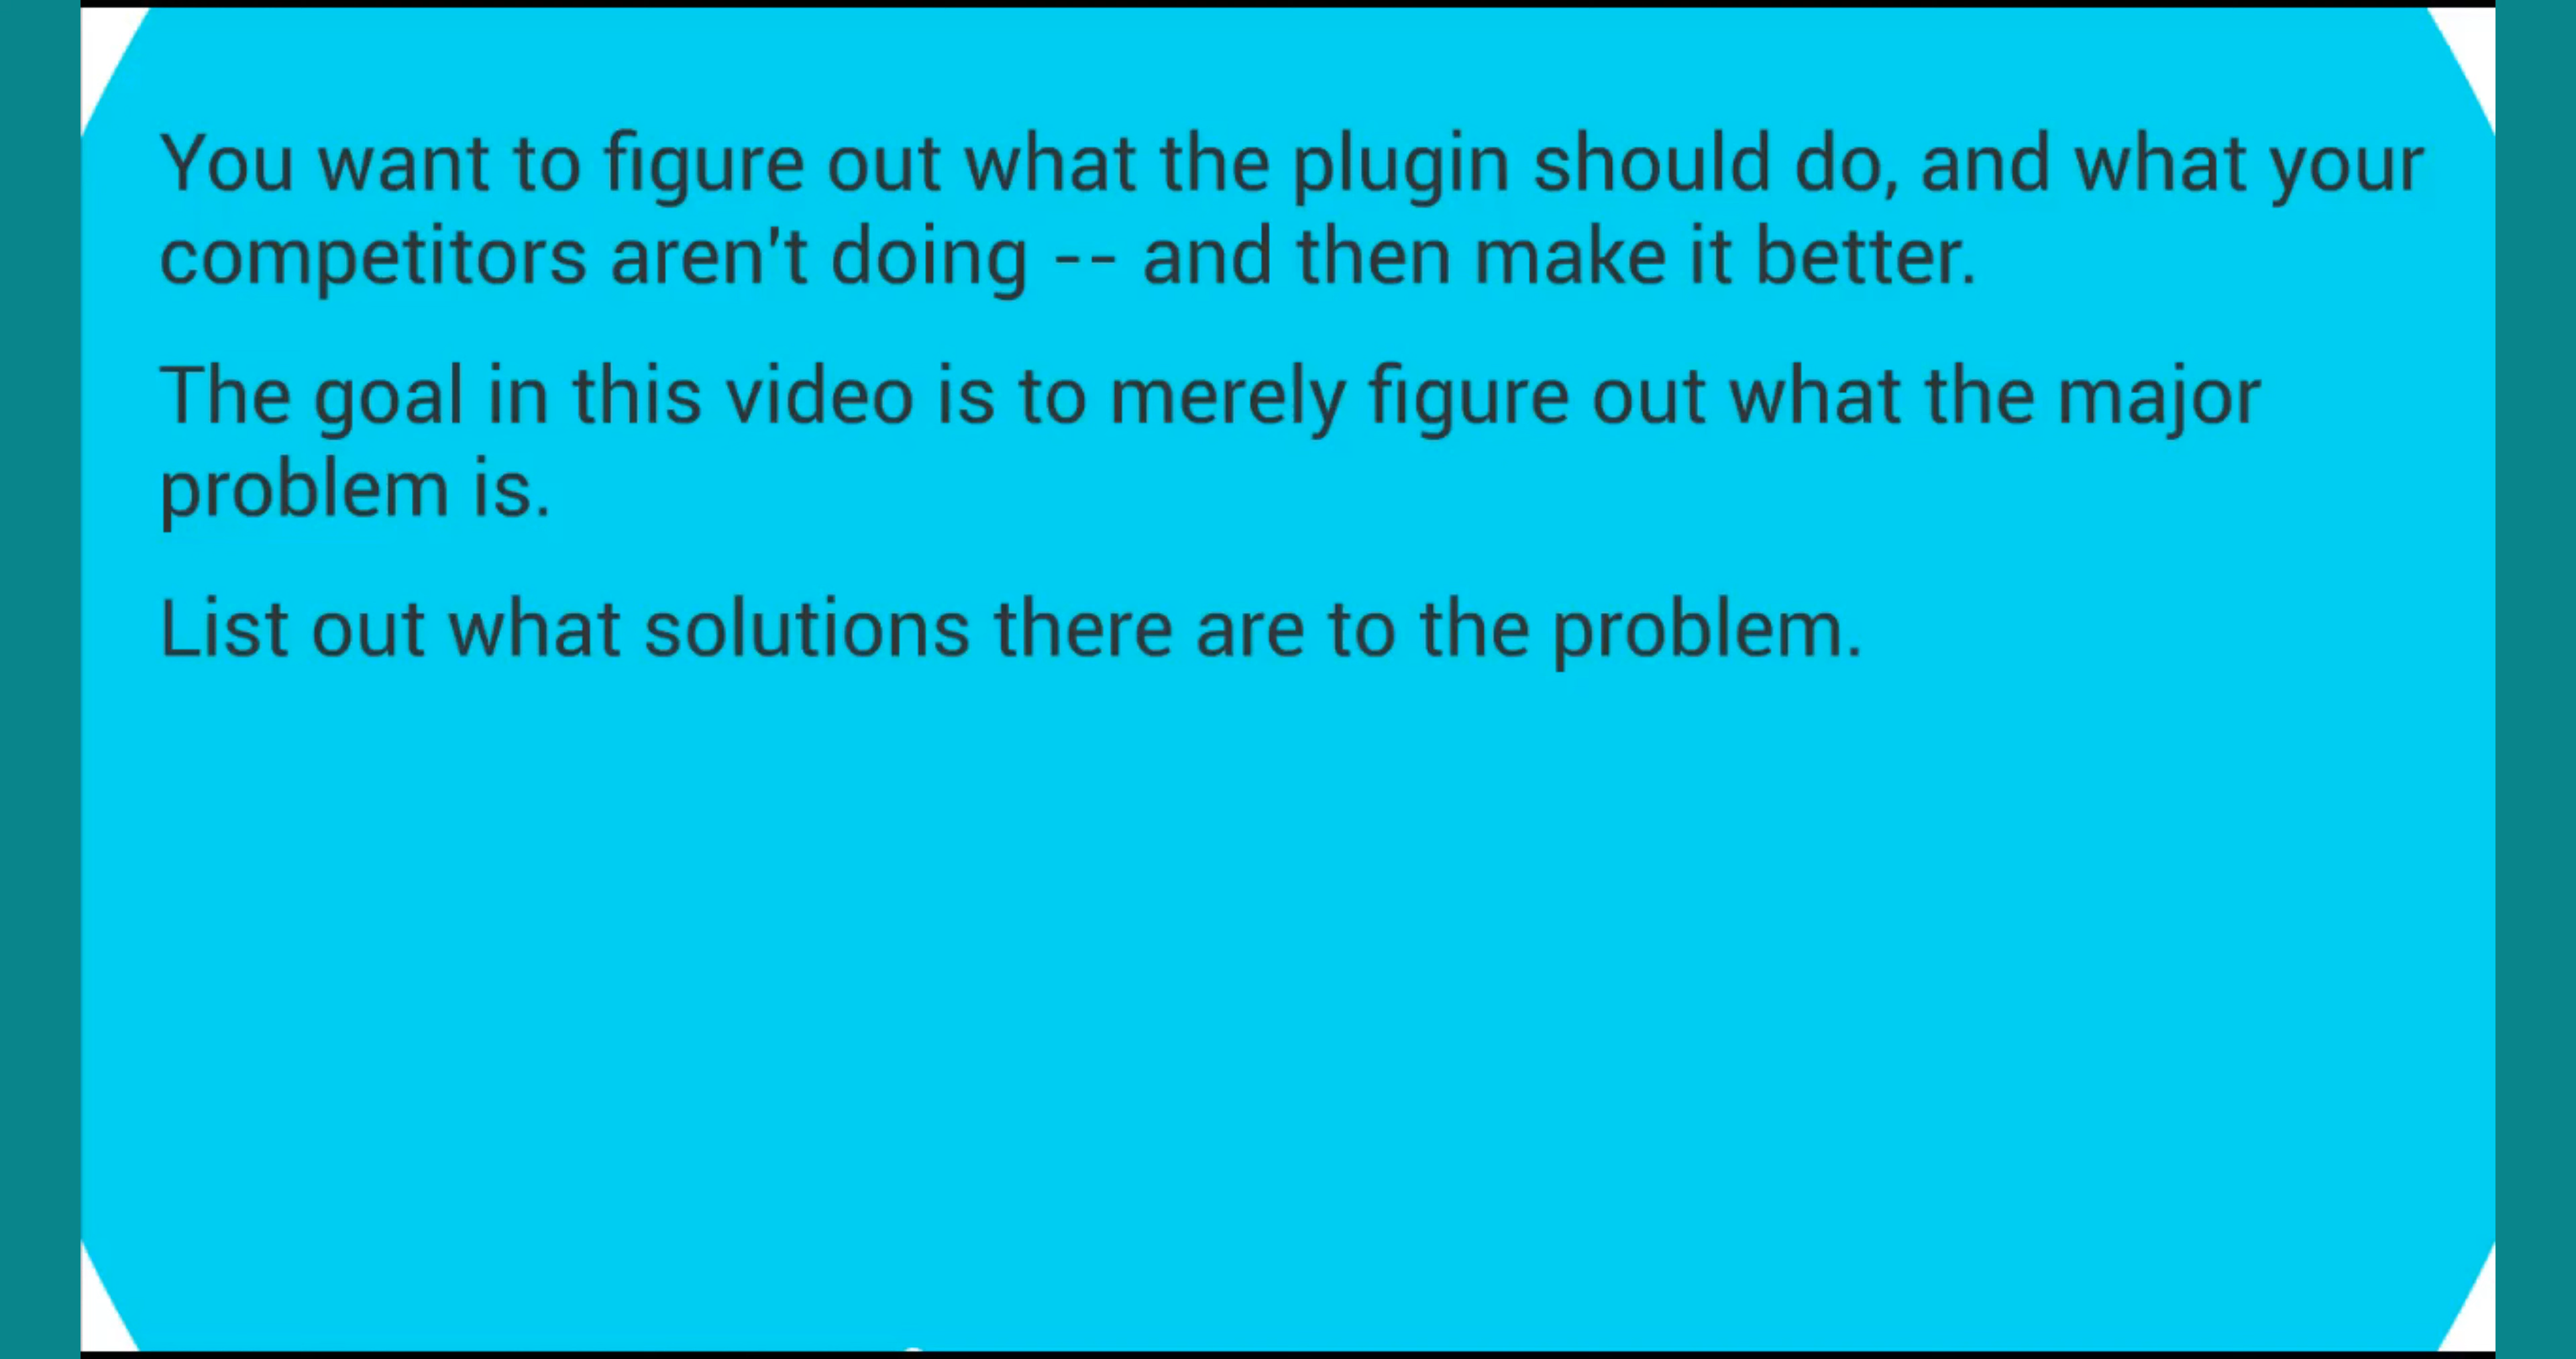 You want to figure out what the plugin should do, and what your
competitors aren't doing -- and then make it better.
The goal in this video is to merely figure out what the major
problem is.
List out what solutions there are to the problem.